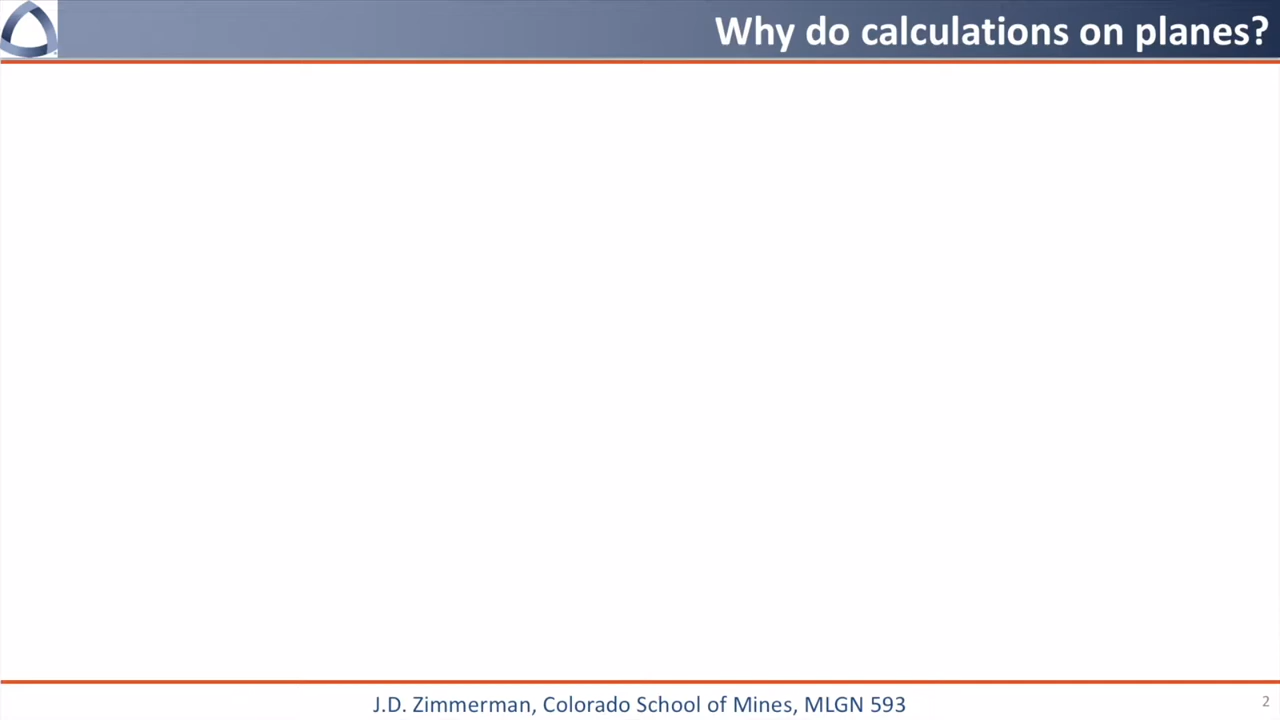 Why do calculations on planes?
J.D. Zimmerman, Colorado School of Mines, MLGN 593
2